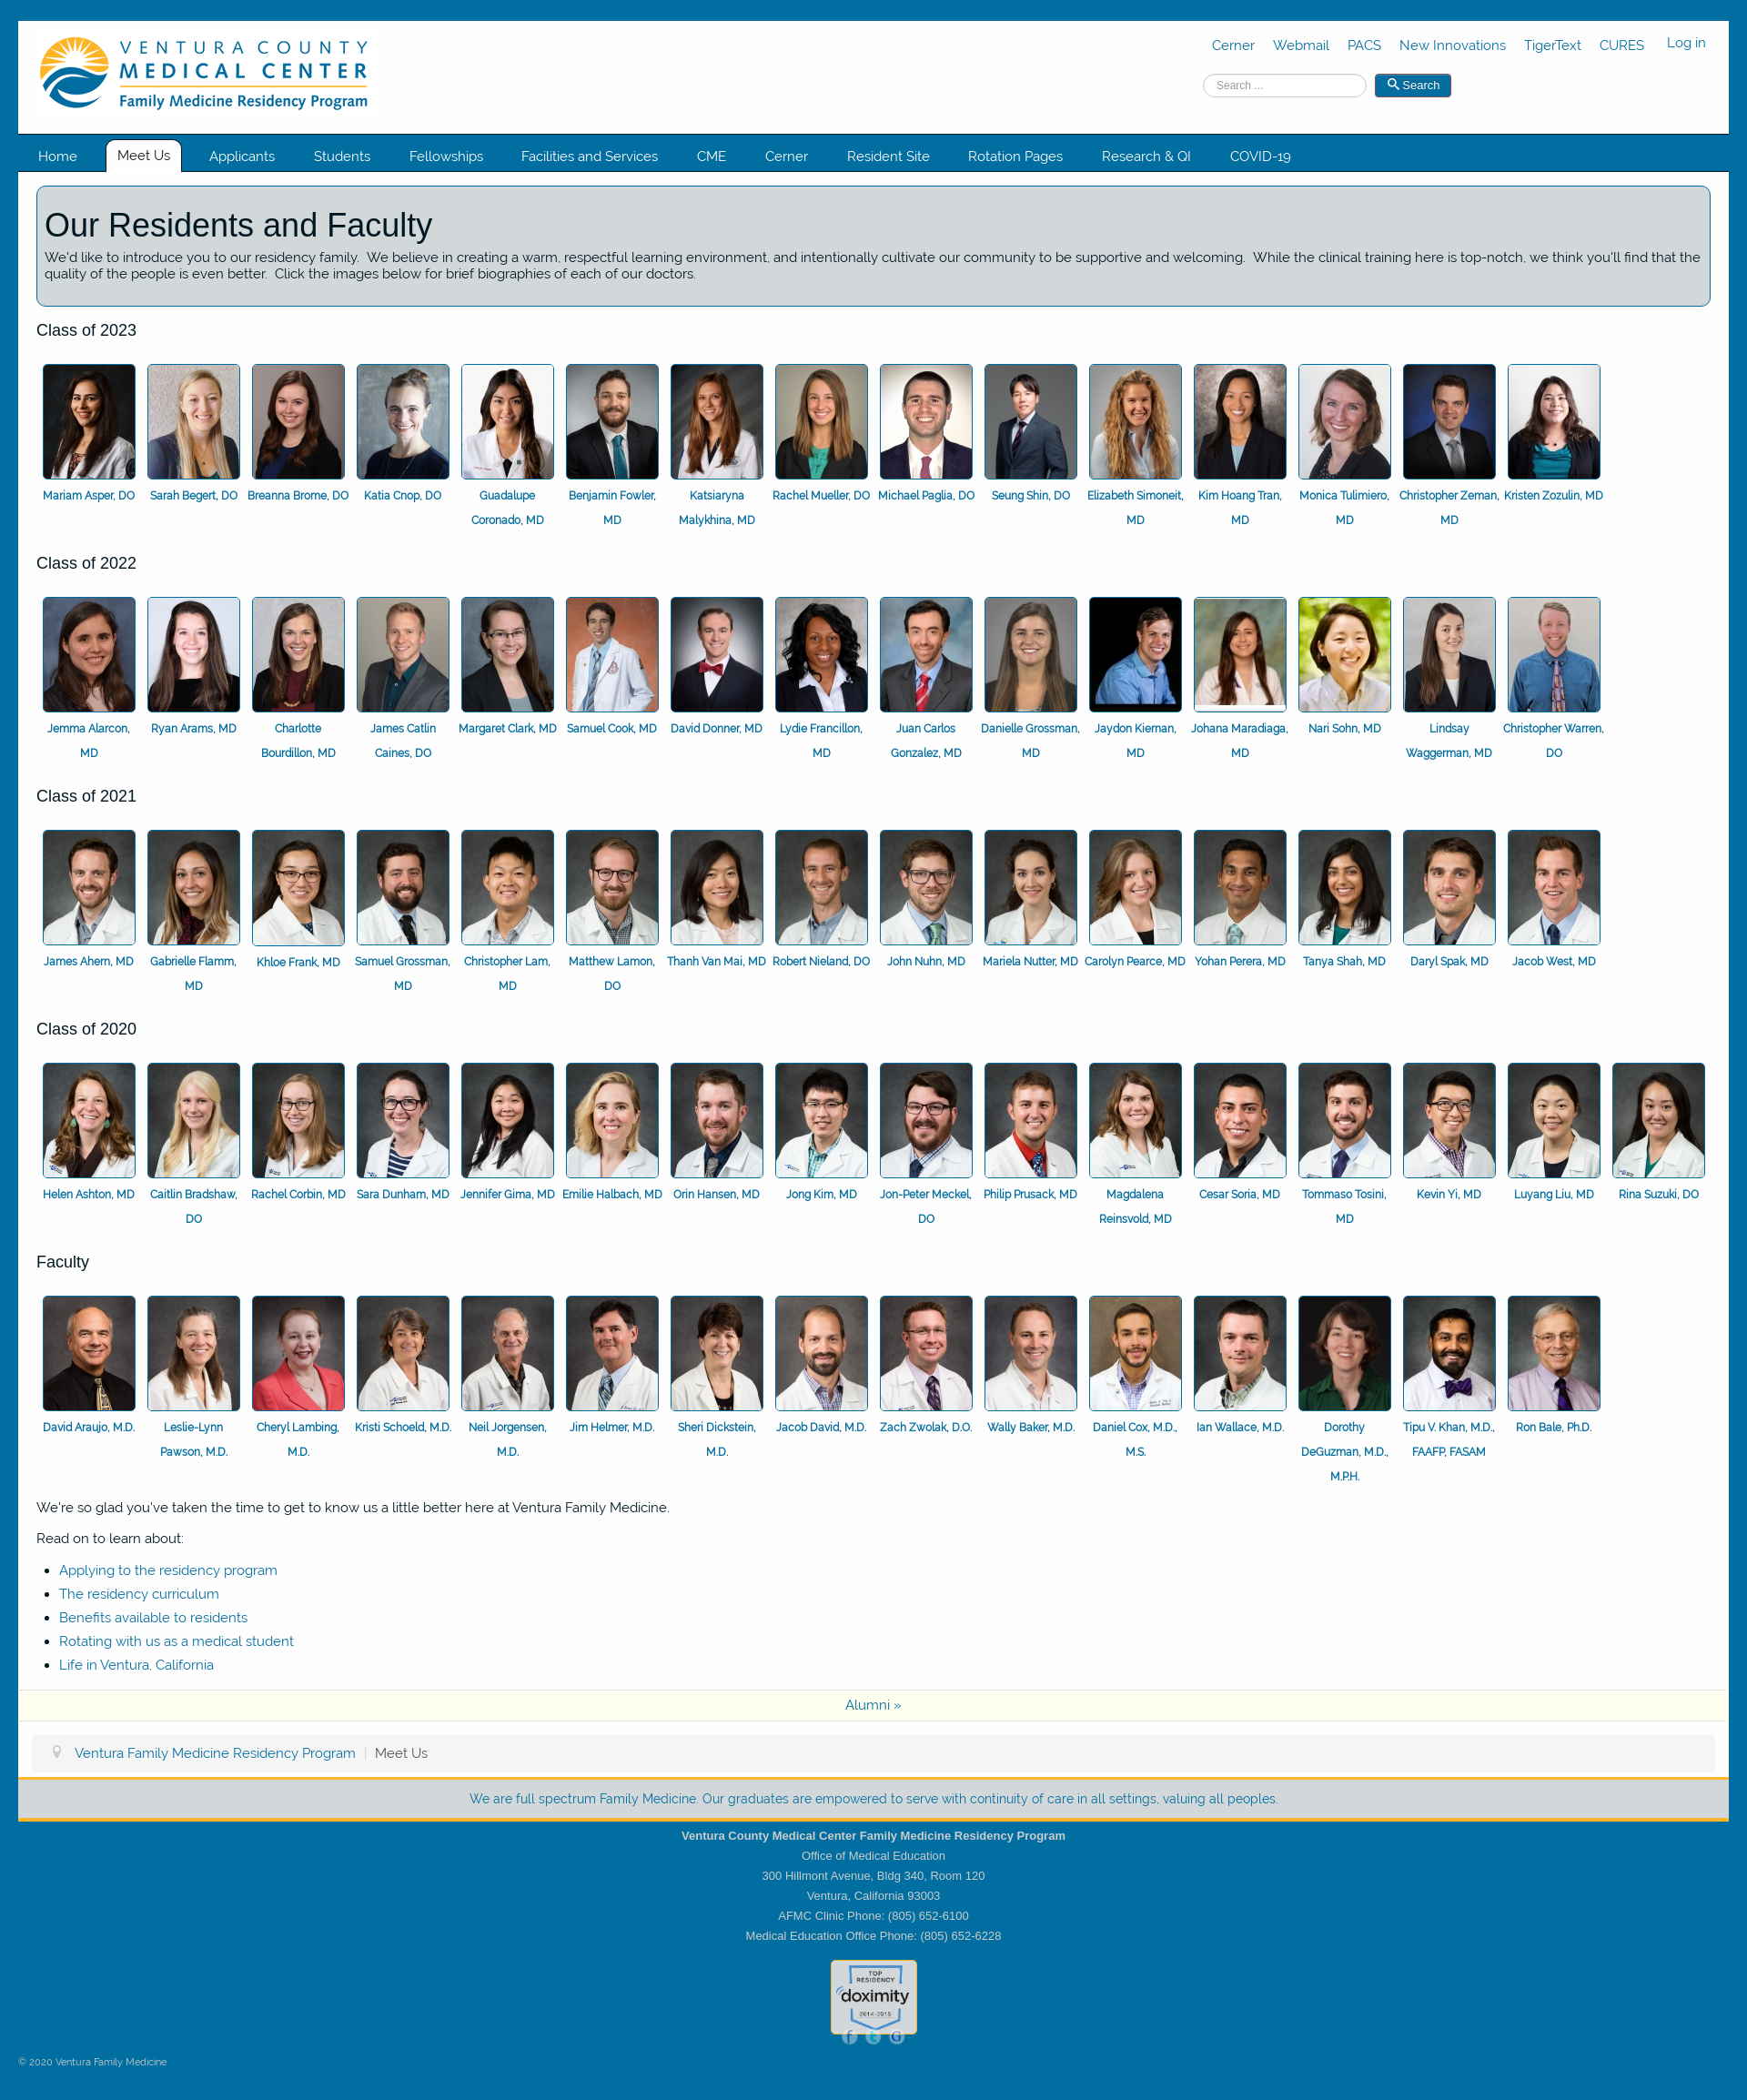 VENTURA COUNTY
MEDICAL CENTER
Family Medicine Residency Program
Cerner Webmail PACS New Innovations TigerText CURES Log in
Search ... Search
Home Meet Us Applicants Students Fellowships Facilities and Services CME Cerner Resident Site Rotation Pages Research & QI COVID-19
Our Residents and Faculty
We'd like to introduce you to our residency family. We believe in creating a warm, respectful learning environment, and intentionally cultivate our community to be supportive and welcoming. While the clinical training here is top-notch, we think you'll find that the
quality of the people is even better. Click the images below for brief biographies of each of our doctors.
Class of 2023
Mariam Asper, DO Sarah Begert, DO Breanna Brome, DO Katia Cnop, DO Guadalupe Benjamin Fowler, Katsiaryna Rachel Mueller, DO Michael Paglia, DO Seung Shin, DO Elizabeth Simoneit, Kim Hoang Tran, Monica Tulimiero, Christopher Zeman, Kristen Zozulin, MD
Coronado, MD MD Malykhina, MD MD MD MD MD
Class of 2022
Jemma Alarcon, Ryan Arams, MD Charlotte James Catlin Margaret Clark, MD Samuel Cook, MD David Donner, MD Lydie Francillon, Juan Carlos Danielle Grossman, Jaydon Kiernan, Johana Maradiaga, Nari Sohn, MD Lindsay Christopher Warren,
MD Bourdillon, MD Caines, DO MD Gonzalez, MD MD MD MD Waggerman, MD DO
Class of 2021
James Ahern, MD Gabrielle Flamm, Khloe Frank, MD Samuel Grossman, Christopher Lam, Matthew Lamon, Thanh Van Mai, MD Robert Nieland, DO John Nuhn, MD Mariela Nutter, MD Carolyn Pearce, MD Yohan Perera, MD Tanya Shah, MD Daryl Spak, MD Jacob West, MD
MD MD MD DO
Class of 2020
Helen Ashton, MD Caitlin Bradshaw, Rachel Corbin, MD Sara Dunham, MD Jennifer Gima, MD Emilie Halbach, MD Orin Hansen, MD Jong Kim, MD Jon-Peter Meckel, Philip Prusack, MD Magdalena Cesar Soria, MD Tommaso Tosini, Kevin Yi, MD Luyang Liu, MD Rina Suzuki, DO
DO DO Reinsvold, MD MD
Faculty
David Araujo, M.D. Leslie-Lynn Cheryl Lambing, Kristi Schoeld, M.D. Neil Jorgensen, Jim Helmer, M.D. Sheri Dickstein, Jacob David, M.D. Zach Zwolak, D.O. Wally Baker, M.D. Daniel Cox, M.D., Ian Wallace, M.D. Dorothy Tipu V. Khan, M.D., Ron Bale, Ph.D.
Pawson, M.D. M.D. M.D. M.D. M.S. DeGuzman, M.D., FAAFP, FASAM
M.P.H.
We're so glad you've taken the time to get to know us a little better here at Ventura Family Medicine.
Read on to learn about:
Applying to the residency program
The residency curriculum
Benefits available to residents
Rotating with us as a medical student
Life in Ventura, California
Alumni »
Ventura Family Medicine Residency Program | Meet Us
We are full spectrum Family Medicine. Our graduates are empowered to serve with continuity of care in all settings, valuing all peoples.
Ventura County Medical Center Family Medicine Residency Program
Office of Medical Education
300 Hillmont Avenue, Bldg 340, Room 120
Ventura, California 93003
AFMC Clinic Phone: (805) 652-6100
Medical Education Office Phone: (805) 652-6228
TOP
RESIDENCY
doximity
2014-2015
f t G
© 2020 Ventura Family Medicine